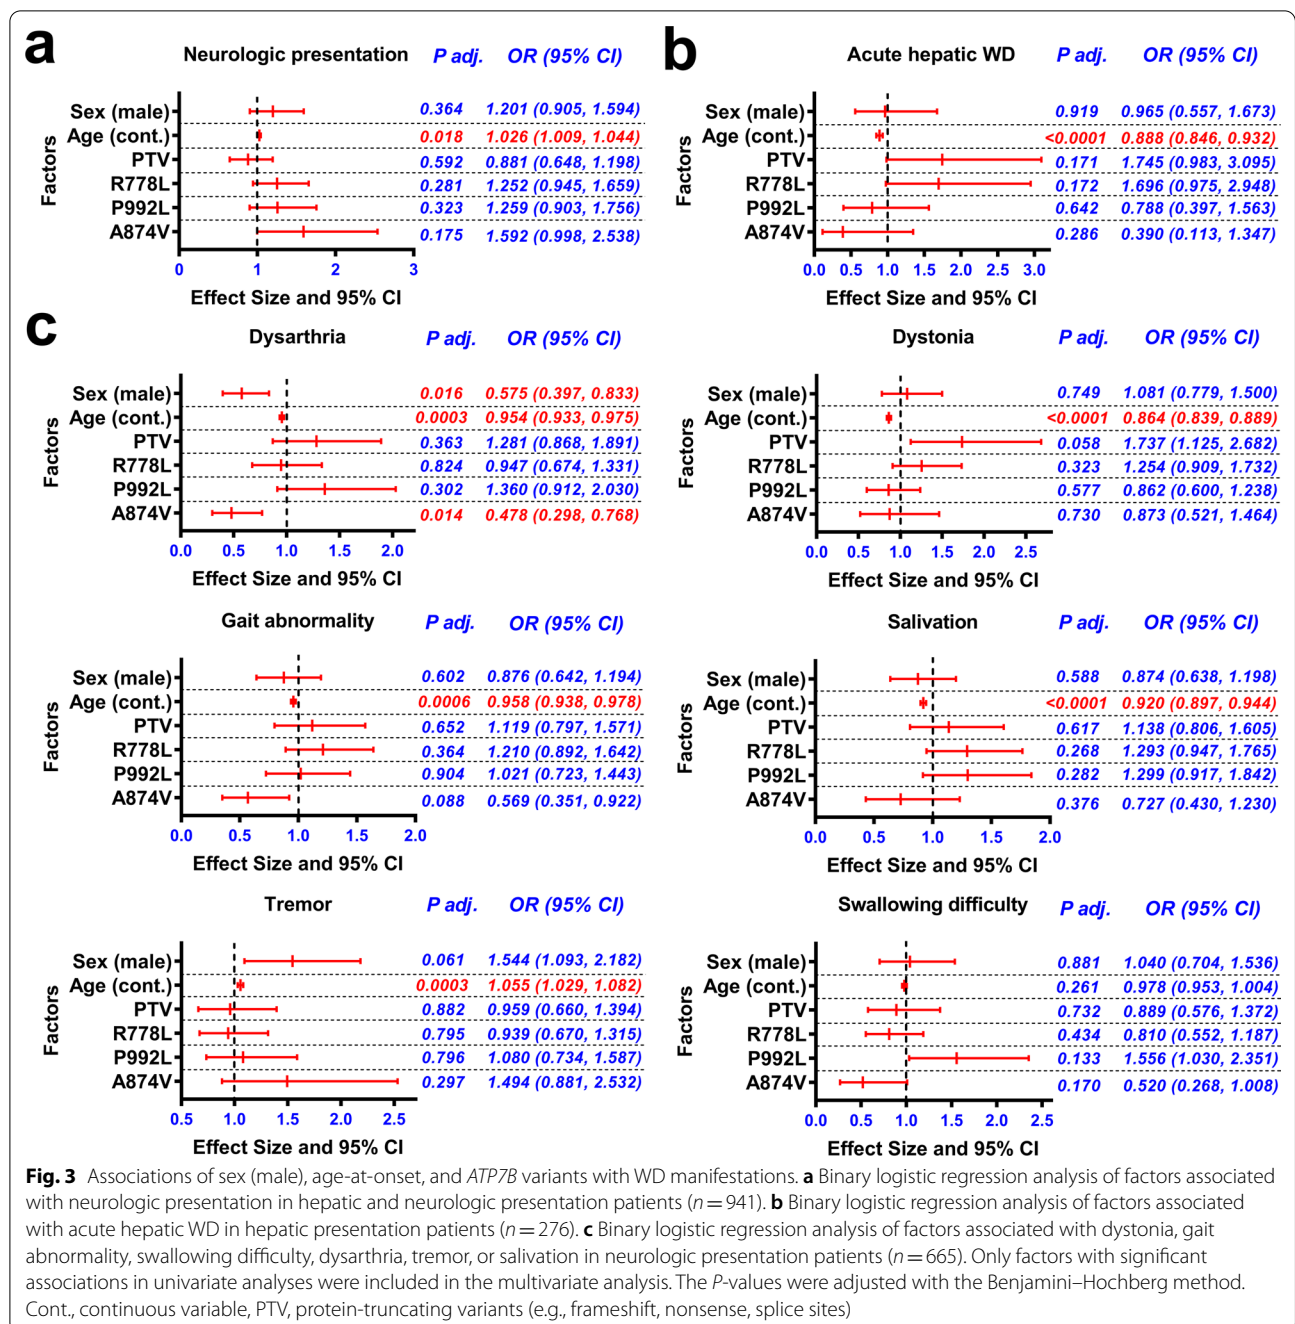 a
Neurologic presentation P adj. OR (95% CI)
Factors
Sex (male) 0.364 1.201 (0.905, 1.594)
Age (cont.) 0.018 1.026 (1.009, 1.044)
PTV 0.592 0.881 (0.648, 1.198)
R778L 0.281 1.252 (0.945, 1.659)
P992L 0.323 1.259 (0.903, 1.756)
A874V 0.175 1.592 (0.998, 2.538)
0 1 2 3
Effect Size and 95% CI
b
Acute hepatic WD P adj. OR (95% CI)
Factors
Sex (male) 0.919 0.965 (0.557, 1.673)
Age (cont.) <0.0001 0.888 (0.846, 0.932)
PTV 0.171 1.745 (0.983, 3.095)
R778L 0.172 1.696 (0.975, 2.948)
P992L 0.642 0.788 (0.397, 1.563)
A874V 0.286 0.390 (0.113, 1.347)
0.0 0.5 1.0 1.5 2.0 2.5 3.0
Effect Size and 95% CI
c
Dysarthria P adj. OR (95% CI)
Factors
Sex (male) 0.016 0.575 (0.397, 0.833)
Age (cont.) 0.0003 0.954 (0.933, 0.975)
PTV 0.363 1.281 (0.868, 1.891)
R778L 0.824 0.947 (0.674, 1.331)
P992L 0.302 1.360 (0.912, 2.030)
A874V 0.014 0.478 (0.298, 0.768)
0.0 0.5 1.0 1.5 2.0
Effect Size and 95% CI
Dystonia P adj. OR (95% CI)
Factors
Sex (male) 0.749 1.081 (0.779, 1.500)
Age (cont.) <0.0001 0.864 (0.839, 0.889)
PTV 0.058 1.737 (1.125, 2.682)
R778L 0.323 1.254 (0.909, 1.732)
P992L 0.577 0.862 (0.600, 1.238)
A874V 0.730 0.873 (0.521, 1.464)
0.0 0.5 1.0 1.5 2.0 2.5
Effect Size and 95% CI
Gait abnormality P adj. OR (95% CI)
Factors
Sex (male) 0.602 0.876 (0.642, 1.194)
Age (cont.) 0.0006 0.958 (0.938, 0.978)
PTV 0.652 1.119 (0.797, 1.571)
R778L 0.364 1.210 (0.892, 1.642)
P992L 0.904 1.021 (0.723, 1.443)
A874V 0.088 0.569 (0.351, 0.922)
0.0 0.5 1.0 1.5 2.0
Effect Size and 95% CI
Salivation P adj. OR (95% CI)
Factors
Sex (male) 0.588 0.874 (0.638, 1.198)
Age (cont.) <0.0001 0.920 (0.897, 0.944)
PTV 0.617 1.138 (0.806, 1.605)
R778L 0.268 1.293 (0.947, 1.765)
P992L 0.282 1.299 (0.917, 1.842)
A874V 0.376 0.727 (0.430, 1.230)
0.0 0.5 1.0 1.5 2.0
Effect Size and 95% CI
Tremor P adj. OR (95% CI)
Factors
Sex (male) 0.061 1.544 (1.093, 2.182)
Age (cont.) 0.0003 1.055 (1.029, 1.082)
PTV 0.882 0.959 (0.660, 1.394)
R778L 0.795 0.939 (0.670, 1.315)
P992L 0.796 1.080 (0.734, 1.587)
A874V 0.297 1.494 (0.881, 2.532)
0.5 1.0 1.5 2.0 2.5
Effect Size and 95% CI
Swallowing difficulty P adj. OR (95% CI)
Factors
Sex (male) 0.881 1.040 (0.704, 1.536)
Age (cont.) 0.261 0.978 (0.953, 1.004)
PTV 0.732 0.889 (0.576, 1.372)
R778L 0.434 0.810 (0.552, 1.187)
P992L 0.133 1.556 (1.030, 2.351)
A874V 0.170 0.520 (0.268, 1.008)
0.0 0.5 1.0 1.5 2.0 2.5
Effect Size and 95% CI
Fig. 3 Associations of sex (male), age-at-onset, and ATP7B variants with WD manifestations. a Binary logistic regression analysis of factors associated
with neurologic presentation in hepatic and neurologic presentation patients (n = 941). b Binary logistic regression analysis of factors associated
with acute hepatic WD in hepatic presentation patients (n = 276). c Binary logistic regression analysis of factors associated with dystonia, gait
abnormality, swallowing difficulty, dysarthria, tremor, or salivation in neurologic presentation patients (n = 665). Only factors with significant
associations in univariate analyses were included in the multivariate analysis. The P-values were adjusted with the Benjamini–Hochberg method.
Cont., continuous variable, PTV, protein-truncating variants (e.g., frameshift, nonsense, splice sites)